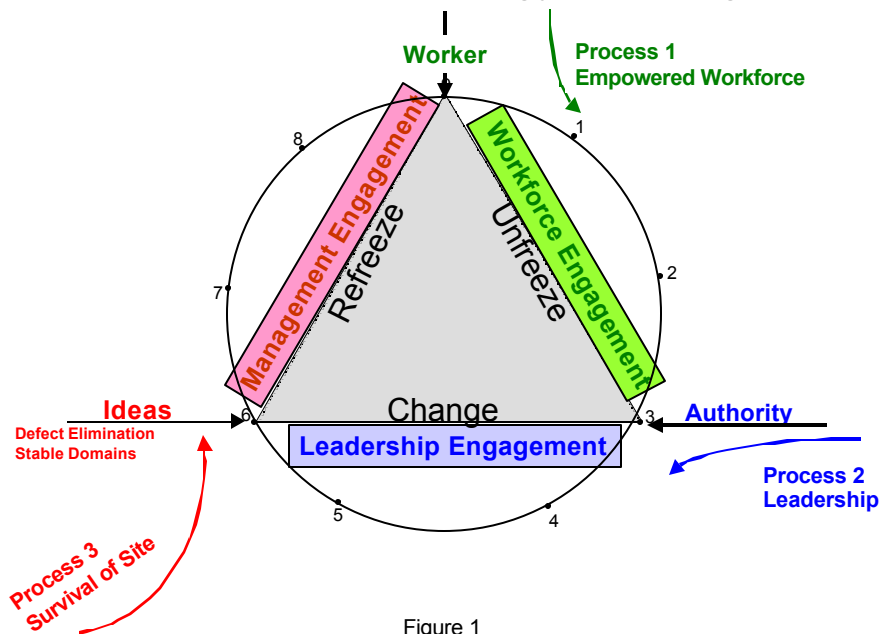 Worker
Process 1
Empowered Workforce
1
8
Management Engagement
Workforce Engagement
Refreeze
Unfreeze
2
7
Ideas
6
Change
3
Authority
Defect Elimination
Stable Domains
Leadership Engagement
Process 2
Leadership
5
4
Process 3
Survival of Site
Figure 1